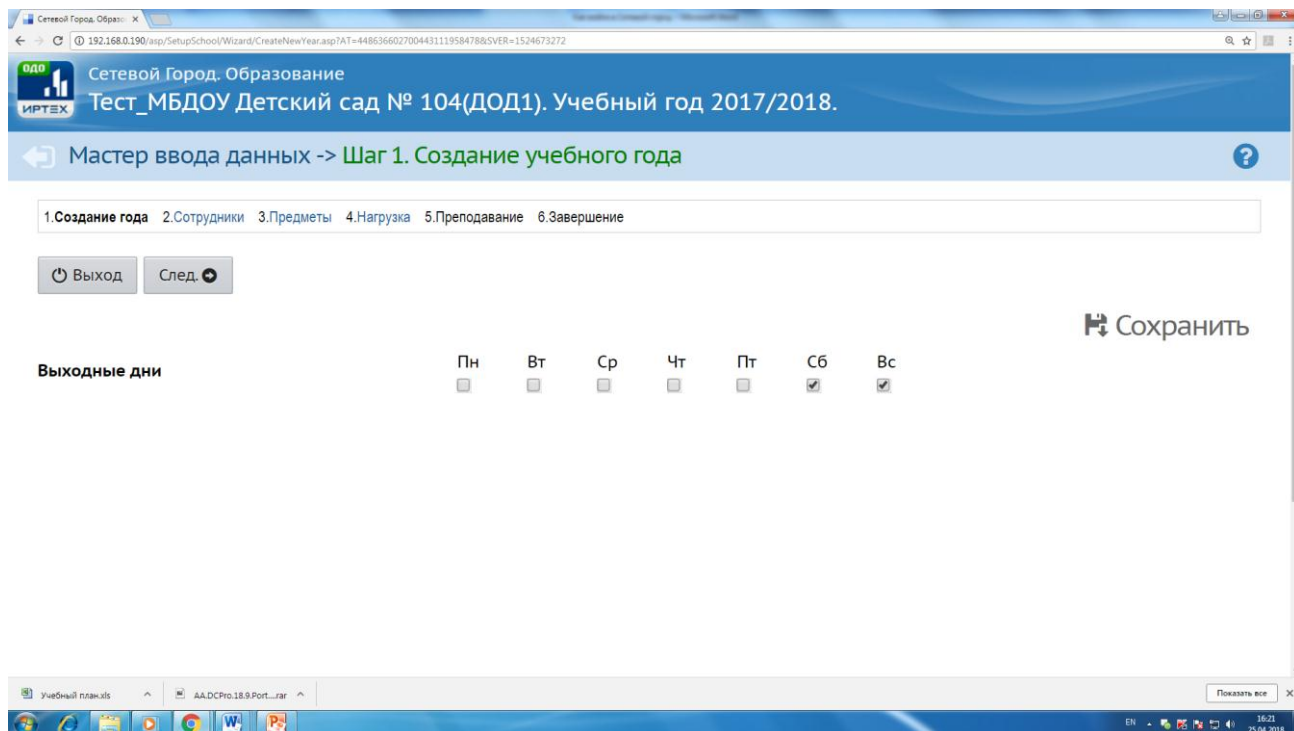 Сетевой Город. Образо X
192.168.0.190/asp/SetupSchool/Wizard/CreateNewYear.asp?AT=448636602700443111958478&SVER=1524673272
ОДО
ИРТЕХ
Сетевой Город. Образование
Тест_МБДОУ Детский сад № 104(ДОД1). Учебный год 2017/2018.
Мастер ввода данных -> Шаг 1. Создание учебного года
?
1.Создание года 2.Сотрудники 3.Предметы 4.Нагрузка 5.Преподавание 6.Завершение
Выход След.
Сохранить
Пн Вт Ср Чт Пт Сб Вс
Выходные дни
Учебный план.xls AA.DCPro.18.9.Port....rar Показать все X
EN 16:21
25.04.2018